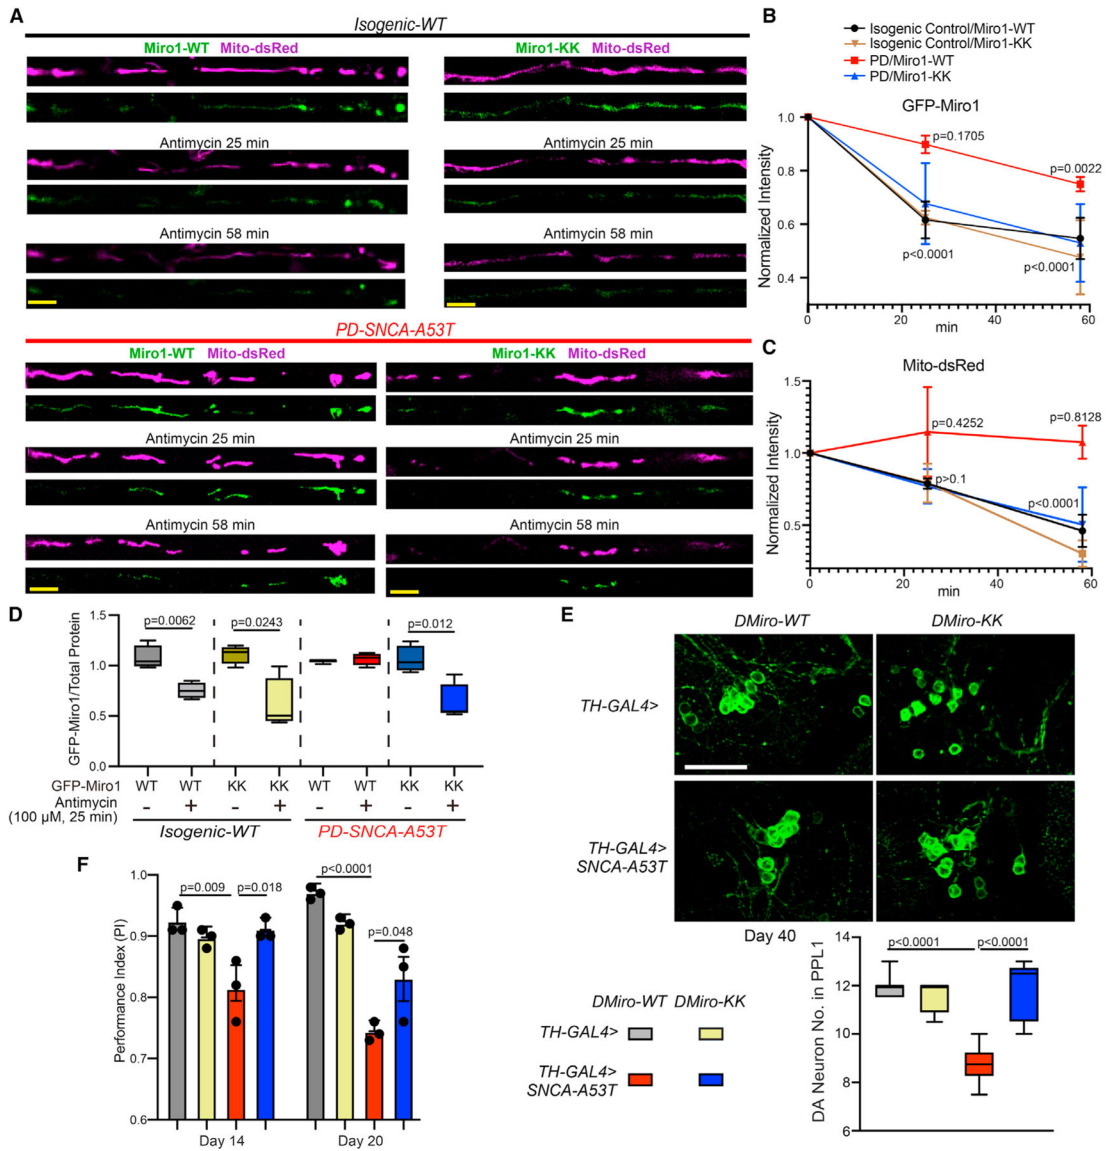 A
Isogenic-WT
Miro1-WT Mito-dsRed
Miro1-KK Mito-dsRed
Antimycin 25 min
Antimycin 25 min
Antimycin 58 min
Antimycin 58 min
PD-SNCA-A53T
Miro1-WT Mito-dsRed
Miro1-KK Mito-dsRed
Antimycin 25 min
Antimycin 25 min
Antimycin 58 min
Antimycin 58 min
B
Isogenic Control/Miro1-WT
Isogenic Control/Miro1-KK
PD/Miro1-WT
PD/Miro1-KK
GFP-Miro1
Normalized Intensity
1.0
0.8
0.6
0.4
p=0.1705
p=0.0022
p<0.0001
p<0.0001
0 20 40 60
min
C
Mito-dsRed
Normalized Intensity
1.5
1.0
0.5
p=0.4252
p=0.8128
p>0.1
p<0.0001
0 20 40 60
min
D
GFP-Miro1/Total Protein
1.5
1.0
0.5
0.0
p=0.0062
p=0.0243
p=0.012
GFP-Miro1 WT WT KK KK WT WT KK KK
Antimycin - + - + - + - +
(100 µM, 25 min)
Isogenic-WT PD-SNCA-A53T
E
DMiro-WT DMiro-KK
TH-GAL4>
TH-GAL4>
SNCA-A53T
Day 40
DA Neuron No. in PPL1
14
12
10
8
6
p<0.0001
p<0.0001
DMiro-WT DMiro-KK
TH-GAL4>
TH-GAL4>
SNCA-A53T
F
Performance Index (PI)
1.0
0.9
0.8
0.7
0.6
p=0.009
p=0.018
p<0.0001
p=0.048
Day 14 Day 20